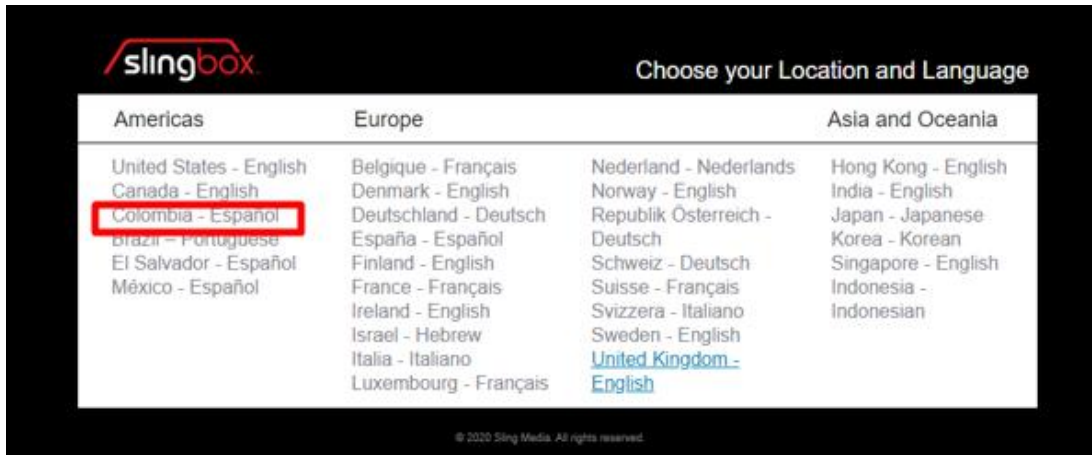 slingbox
Choose your Location and Language
Americas
United States - English
Canada - English
Colombia - Español
Brazil – Portuguese
El Salvador - Español
México - Español
Europe
Belgique - Français
Denmark - English
Deutschland - Deutsch
España - Español
Finland - English
France - Français
Ireland - English
Israel - Hebrew
Italia - Italiano
Luxembourg - Français
Nederland - Nederlands
Norway - English
Republik Österreich -
Deutsch
Schweiz - Deutsch
Suisse - Français
Svizzera - Italiano
Sweden - English
United Kingdom -
English
Asia and Oceania
Hong Kong - English
India - English
Japan - Japanese
Korea - Korean
Singapore - English
Indonesia -
Indonesian
© 2020 Sling Media. All rights reserved.